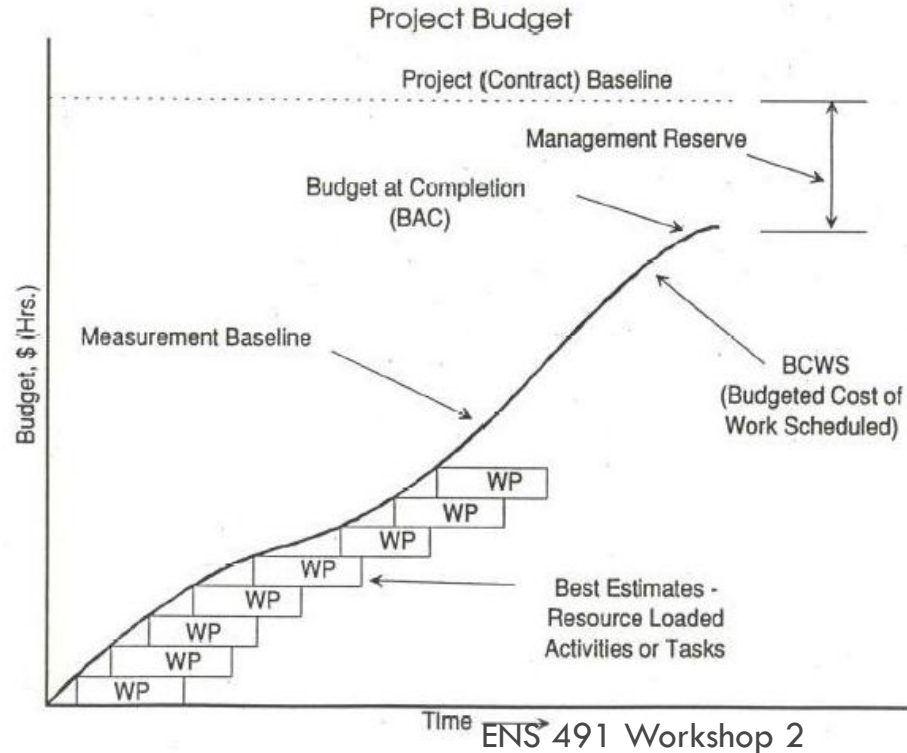 Project Budget
Project (Contract) Baseline
Management Reserve
Budget at Completion
(BAC)
Measurement Baseline
BCWS
(Budgeted Cost of
Work Scheduled)
Budget, $ (Hrs.)
WP
WP
WP
WP
WP
WP
WP
WP
Best Estimates -
Resource Loaded
Activities or Tasks
Time
ENS 491 Workshop 2